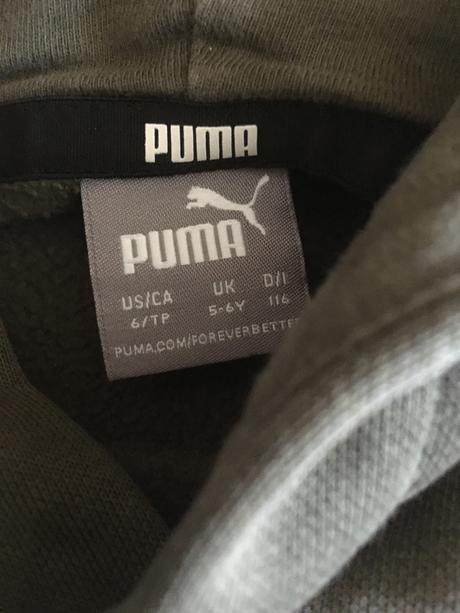 PUMA
PUMA
US/CA UK D/I
6/TP 5-6Y 116
PUMA.COM/FOREVERBETTE